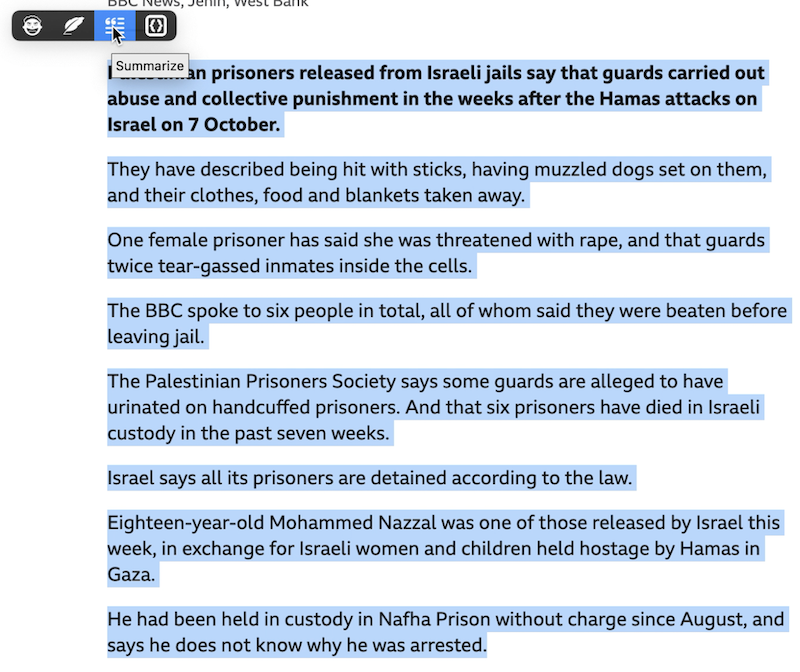 BBC News, Jenin, West Bank
Summarize
prisoners released from Israeli jails say that guards carried out
abuse and collective punishment in the weeks after the Hamas attacks on
Israel on 7 October.
They have described being hit with sticks, having muzzled dogs set on them,
and their clothes, food and blankets taken away.
One female prisoner has said she was threatened with rape, and that guards
twice tear-gassed inmates inside the cells.
The BBC spoke to six people in total, all of whom said they were beaten before
leaving jail.
The Palestinian Prisoners Society says some guards are alleged to have
urinated on handcuffed prisoners. And that six prisoners have died in Israeli
custody in the past seven weeks.
Israel says all its prisoners are detained according to the law.
Eighteen-year-old Mohammed Nazzal was one of those released by Israel this
week, in exchange for Israeli women and children held hostage by Hamas in
Gaza.
He had been held in custody in Nafha Prison without charge since August, and
says he does not know why he was arrested.